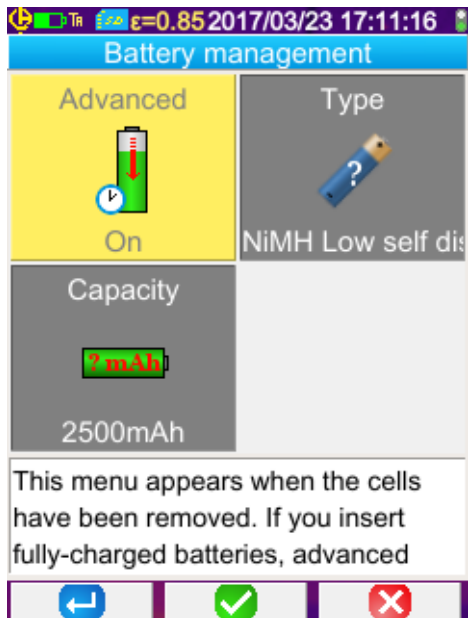 TA ε=0.85 2017/03/23 17:11:16
Battery management
Advanced
On
Type
?
NiMH Low self dis
Capacity
? mAh
2500mAh
This menu appears when the cells
have been removed. If you insert
fully-charged batteries, advanced